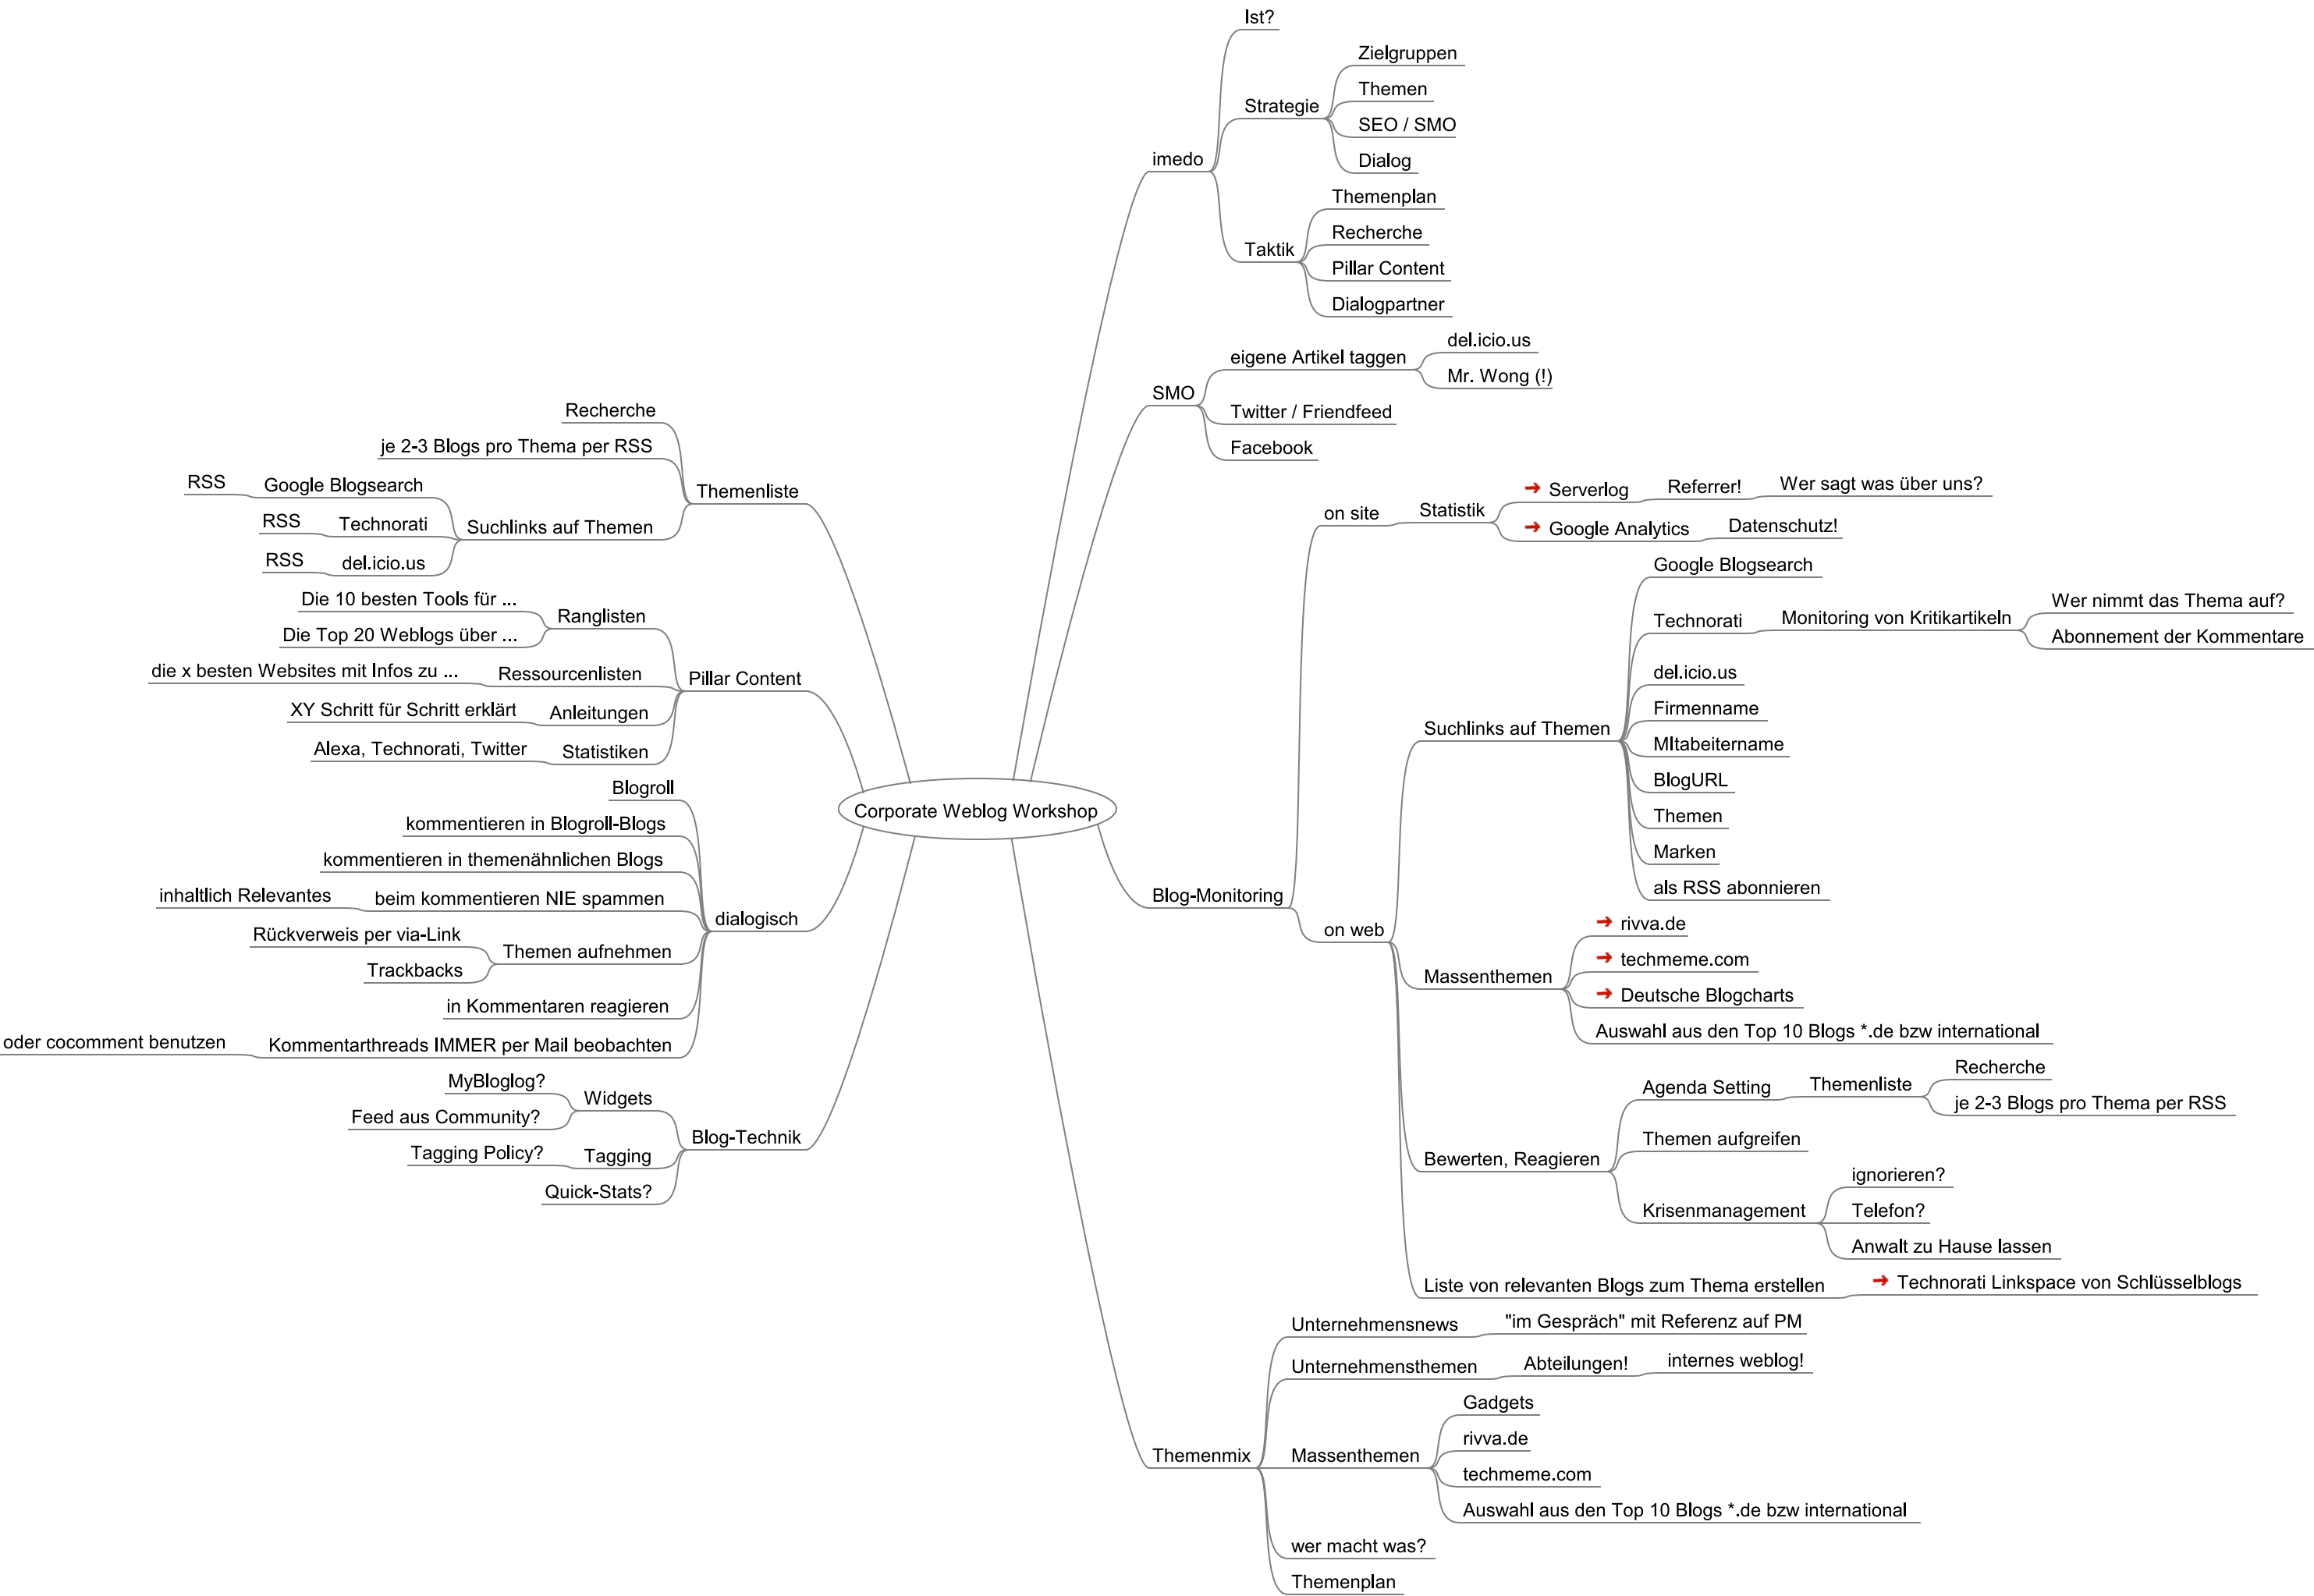 Corporate Weblog Workshop
imedo
Ist?
Strategie
Zielgruppen
Themen
SEO / SMO
Dialog
Taktik
Themenplan
Recherche
Pillar Content
Dialogpartner
SMO
eigene Artikel taggen
del.icio.us
Mr. Wong (!)
Twitter / Friendfeed
Facebook
Blog-Monitoring
on site
Statistik
Serverlog
Referrer!
Wer sagt was über uns?
Google Analytics
Datenschutz!
on web
Suchlinks auf Themen
Google Blogsearch
Technorati
Monitoring von Kritikartikeln
Wer nimmt das Thema auf?
Abonnement der Kommentare
del.icio.us
Firmenname
MItabeitername
BlogURL
Themen
Marken
als RSS abonnieren
Massenthemen
rivva.de
techmeme.com
Deutsche Blogcharts
Auswahl aus den Top 10 Blogs *.de bzw international
Bewerten, Reagieren
Agenda Setting
Themenliste
Recherche
je 2-3 Blogs pro Thema per RSS
Themen aufgreifen
Krisenmanagement
ignorieren?
Telefon?
Anwalt zu Hause lassen
Liste von relevanten Blogs zum Thema erstellen
Technorati Linkspace von Schlüsselblogs
Themenmix
Unternehmensnews
"im Gespräch" mit Referenz auf PM
Unternehmensthemen
Abteilungen!
internes weblog!
Massenthemen
Gadgets
rivva.de
techmeme.com
Auswahl aus den Top 10 Blogs *.de bzw international
wer macht was?
Themenplan
Themenliste
Recherche
je 2-3 Blogs pro Thema per RSS
Suchlinks auf Themen
Google Blogsearch
RSS
Technorati
RSS
del.icio.us
RSS
Pillar Content
Ranglisten
Die 10 besten Tools für ...
Die Top 20 Weblogs über ...
Ressourcenlisten
die x besten Websites mit Infos zu ...
Anleitungen
XY Schritt für Schritt erklärt
Statistiken
Alexa, Technorati, Twitter
dialogisch
Blogroll
kommentieren in Blogroll-Blogs
kommentieren in themenähnlichen Blogs
beim kommentieren NIE spammen
inhaltlich Relevantes
Themen aufnehmen
Rückverweis per via-Link
Trackbacks
in Kommentaren reagieren
Kommentarthreads IMMER per Mail beobachten
oder cocomment benutzen
Blog-Technik
Widgets
MyBloglog?
Feed aus Community?
Tagging
Tagging Policy?
Quick-Stats?